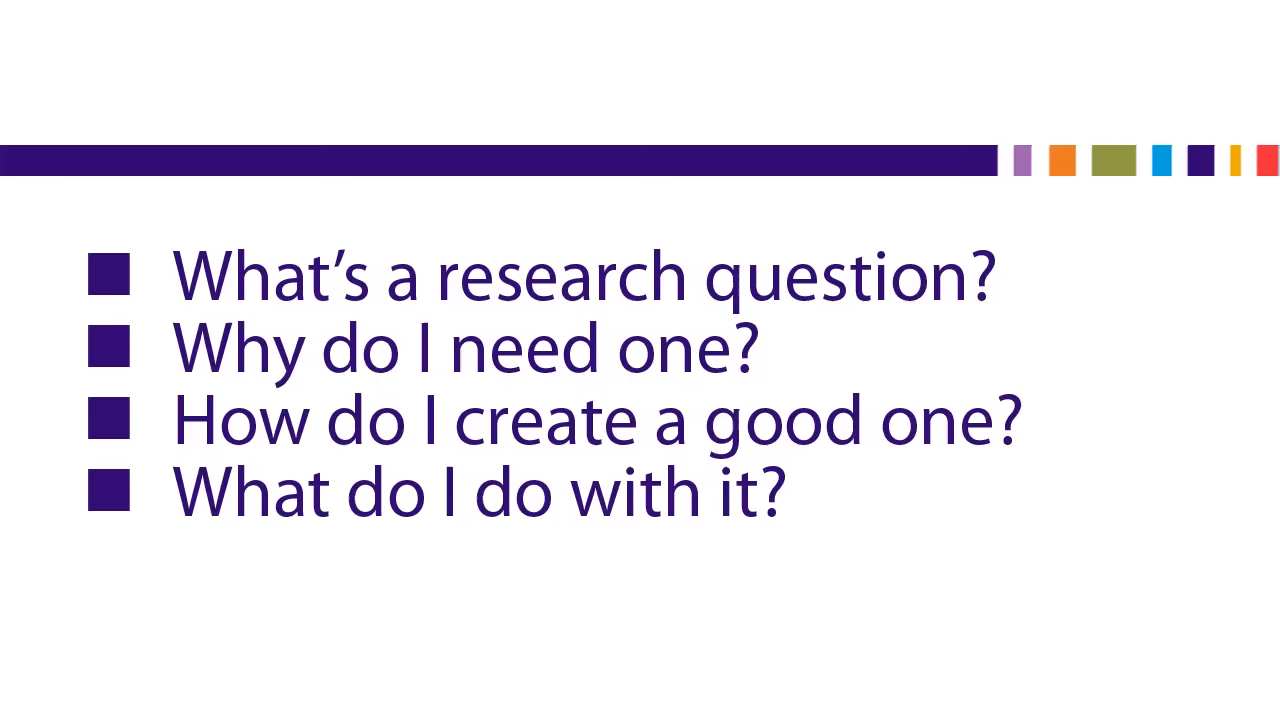 What’s a research question?
Why do I need one?
How do I create a good one?
What do I do with it?